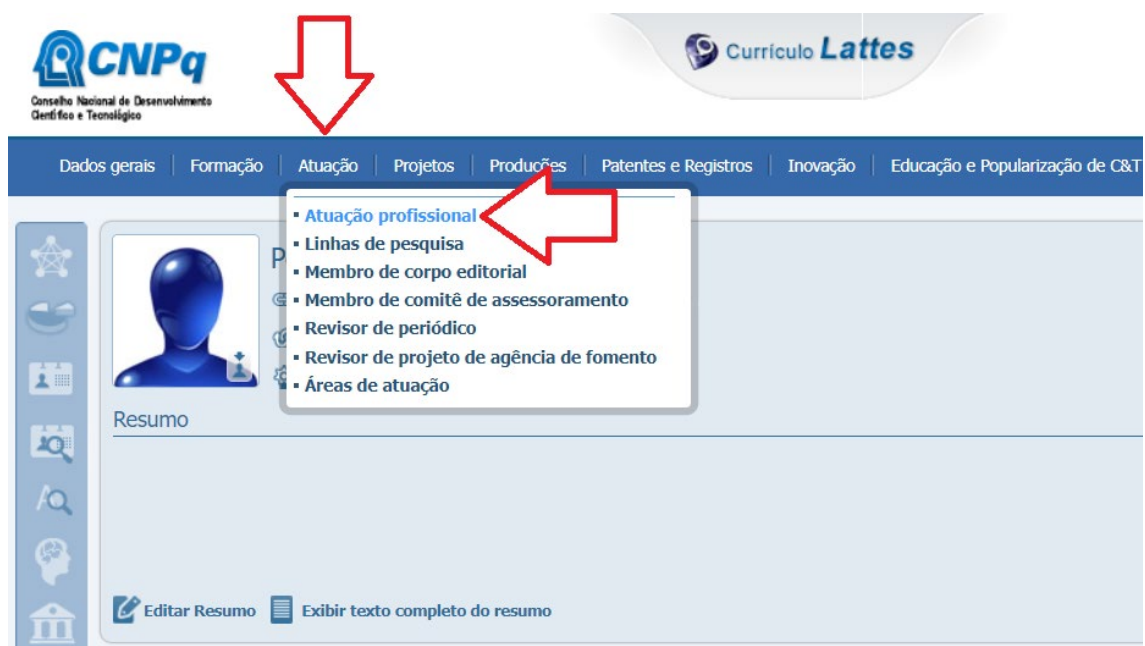 CNPq
Conselho Nacional de Desenvolvimento
Científico e Tecnológico
Currículo Lattes
Dados gerais | Formação | Atuação | Projetos | Produções | Patentes e Registros | Inovação | Educação e Popularização de C&T
Atuação profissional
Linhas de pesquisa
Membro de corpo editorial
Membro de comitê de assessoramento
Revisor de periódico
Revisor de projeto de agência de fomento
Áreas de atuação
Resumo
Editar Resumo Exibir texto completo do resumo